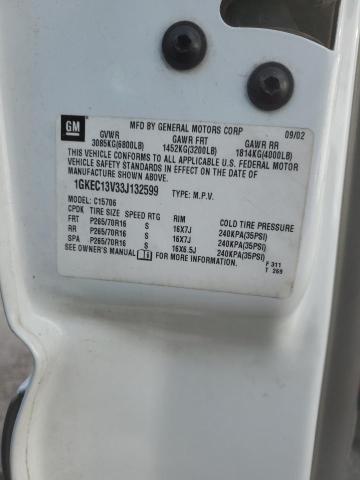 GM
MFD BY GENERAL MOTORS CORP 09/02
GVWR GAWR FRT GAWR RR
3085KG(6800LB) 1452KG(3200LB) 1814KG(4000LB)
THIS VEHICLE CONFORMS TO ALL APPLICABLE U.S. FEDERAL MOTOR
VEHICLE SAFETY STANDARDS IN EFFECT ON THE DATE OF
MANUFACTURE SHOWN ABOVE.
1GKEC13V33J132599 TYPE: M.P.V.
MODEL: C15706
1PDK TIRE SIZE SPEED RTG RIM COLD TIRE PRESSURE
FRT P265/70R16 S 16X7J 240KPA(35PSI)
RR P265/70R16 S 16X7J 240KPA(35PSI)
SPA P265/70R16 S 16X6.5J 240KPA(35PSI)
SEE OWNER'S MANUAL FOR MORE INFORMATION.
F 311
T 269